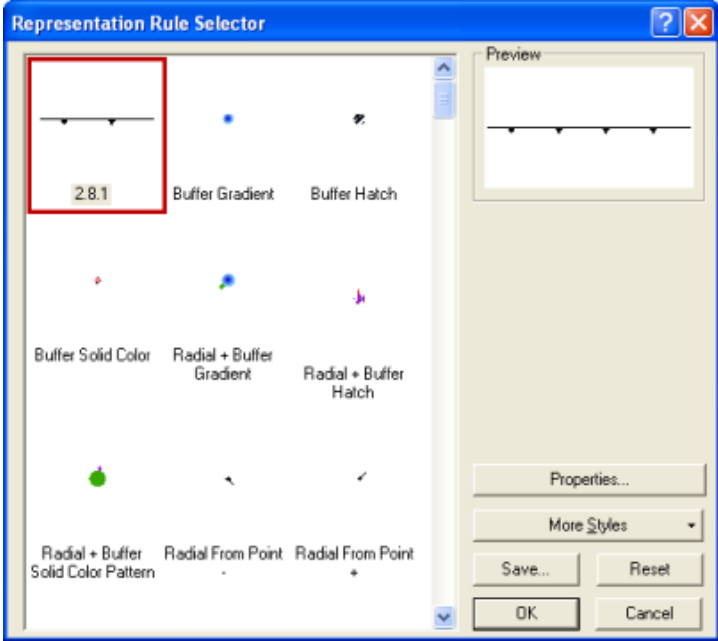 Representation Rule Selector
Preview
2.8.1
Buffer Gradient
Buffer Hatch
Buffer Solid Color
Radial + Buffer
Gradient
Radial + Buffer
Hatch
Radial + Buffer
Solid Color Pattern
Radial From Point
-
Radial From Point
+
Properties...
More Styles
Save...
Reset
OK
Cancel